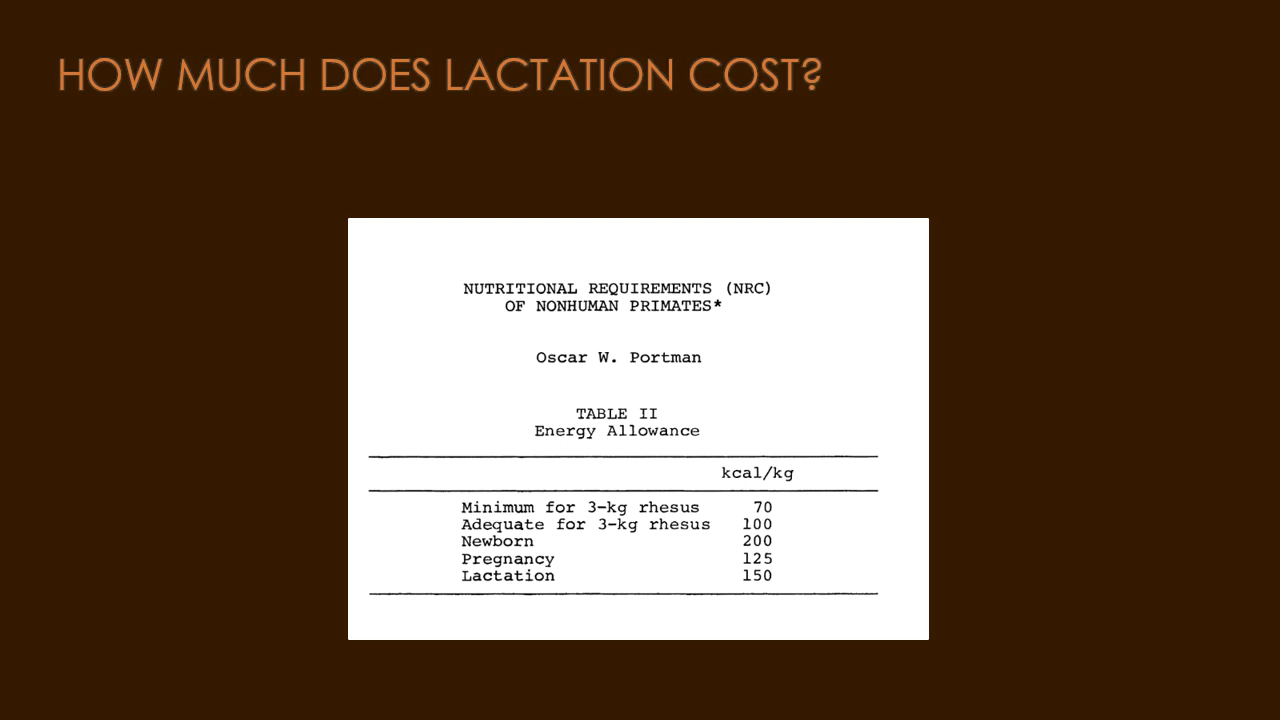 HOW MUCH DOES LACTATION COST?
NUTRITIONAL REQUIREMENTS (NRC)
OF NONHUMAN PRIMATES*
Oscar W. Portman
TABLE II
Energy Allowance
kcal/kg
Minimum for 3-kg rhesus 70
Adequate for 3-kg rhesus 100
Newborn 200
Pregnancy 125
Lactation 150